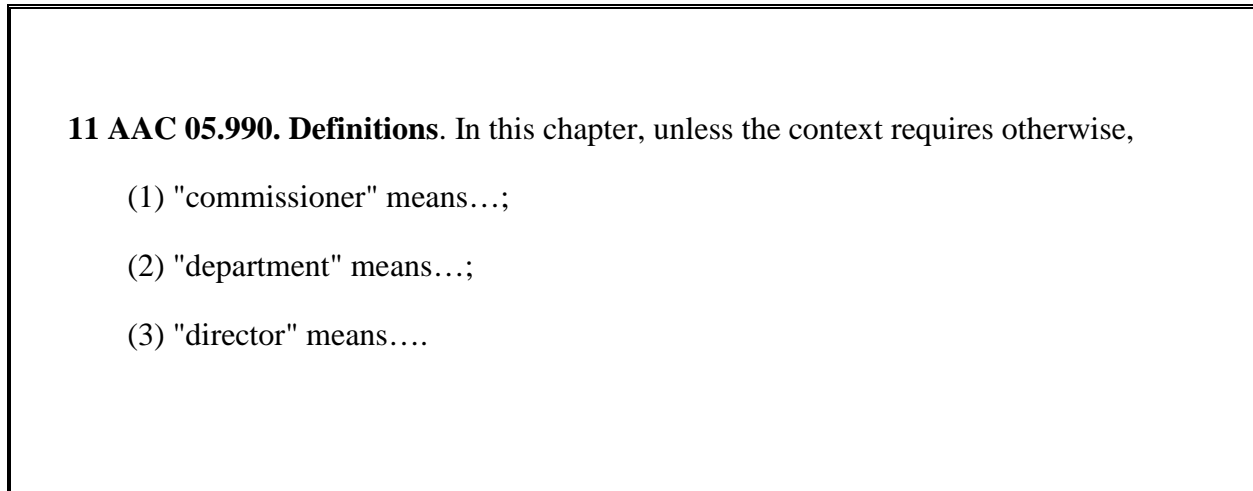 11 AAC 05.990. Definitions. In this chapter, unless the context requires otherwise,
(1) "commissioner" means…;
(2) "department" means…;
(3) "director" means….